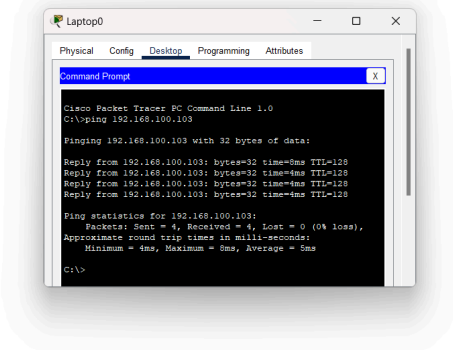 Laptop0
Physical Config Desktop Programming Attributes
Command Prompt X
Cisco Packet Tracer PC Command Line 1.0
C:\>ping 192.168.100.103
Pinging 192.168.100.103 with 32 bytes of data:
Reply from 192.168.100.103: bytes=32 time=8ms TTL=128
Reply from 192.168.100.103: bytes=32 time=4ms TTL=128
Reply from 192.168.100.103: bytes=32 time=4ms TTL=128
Reply from 192.168.100.103: bytes=32 time=4ms TTL=128
Ping statistics for 192.168.100.103:
Packets: Sent = 4, Received = 4, Lost = 0 (0% loss),
Approximate round trip times in milli-seconds:
Minimum = 4ms, Maximum = 8ms, Average = 5ms
C:\>